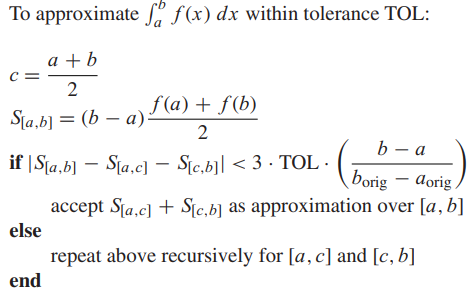 To approximate ∫_a^b f(x) dx within tolerance TOL:
c = (a + b)/2
S_[a,b] = (b − a) (f(a) + f(b))/2
if |S_[a,b] − S_[a,c] − S_[c,b]| < 3 · TOL · ((b − a)/(b_orig − a_orig))
accept S_[a,c] + S_[c,b] as approximation over [a, b]
else
repeat above recursively for [a, c] and [c, b]
end